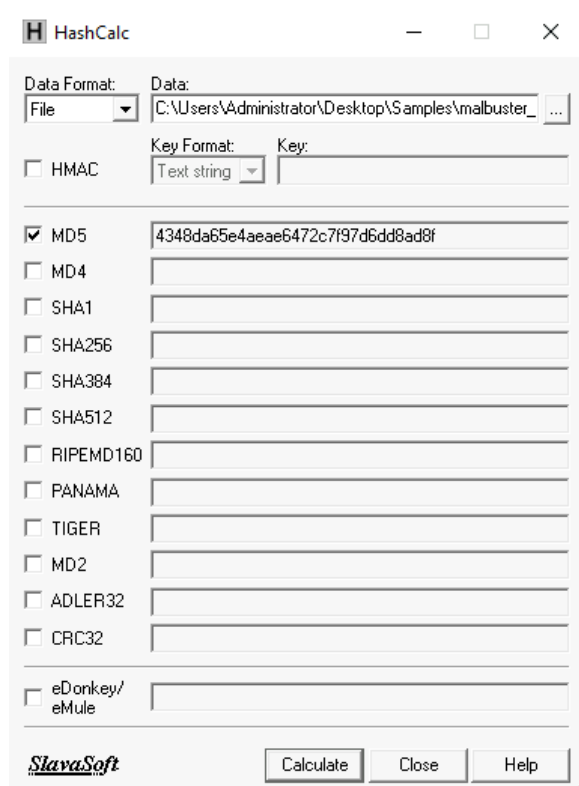 H HashCalc
Data Format: Data:
File C:\Users\Administrator\Desktop\Samples\malbuster_ ...
Key Format: Key:
HMAC Text string
MD5 4348da65e4aeae6472c7f97d6dd8ad8f
MD4
SHA1
SHA256
SHA384
SHA512
RIPEMD160
PANAMA
TIGER
MD2
ADLER32
CRC32
eDonkey/
eMule
SlavaSoft Calculate Close Help